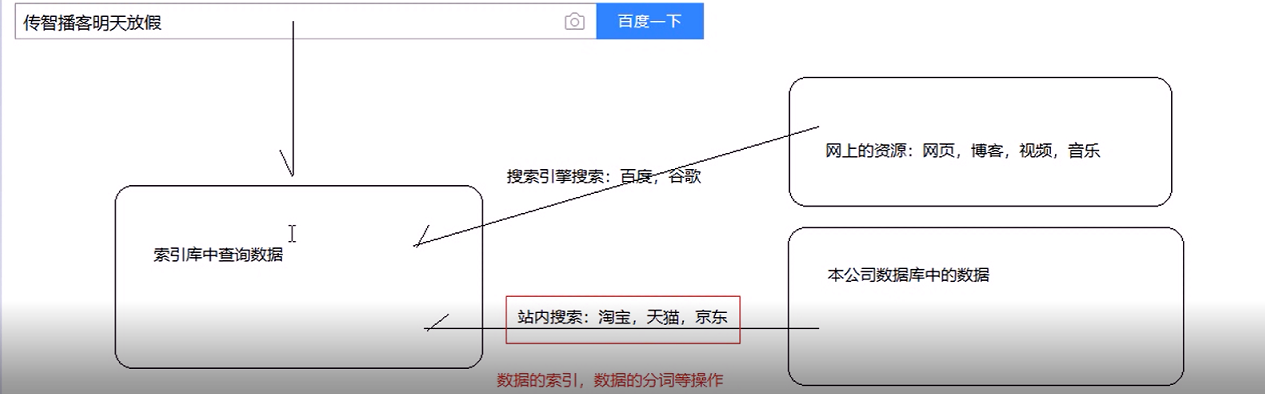 传智播客明天放假
百度一下
网上的资源：网页，博客，视频，音乐
搜索引擎搜索：百度，谷歌
索引库中查询数据
本公司数据库中的数据
站内搜索：淘宝，天猫，京东
数据的索引，数据的分词等操作